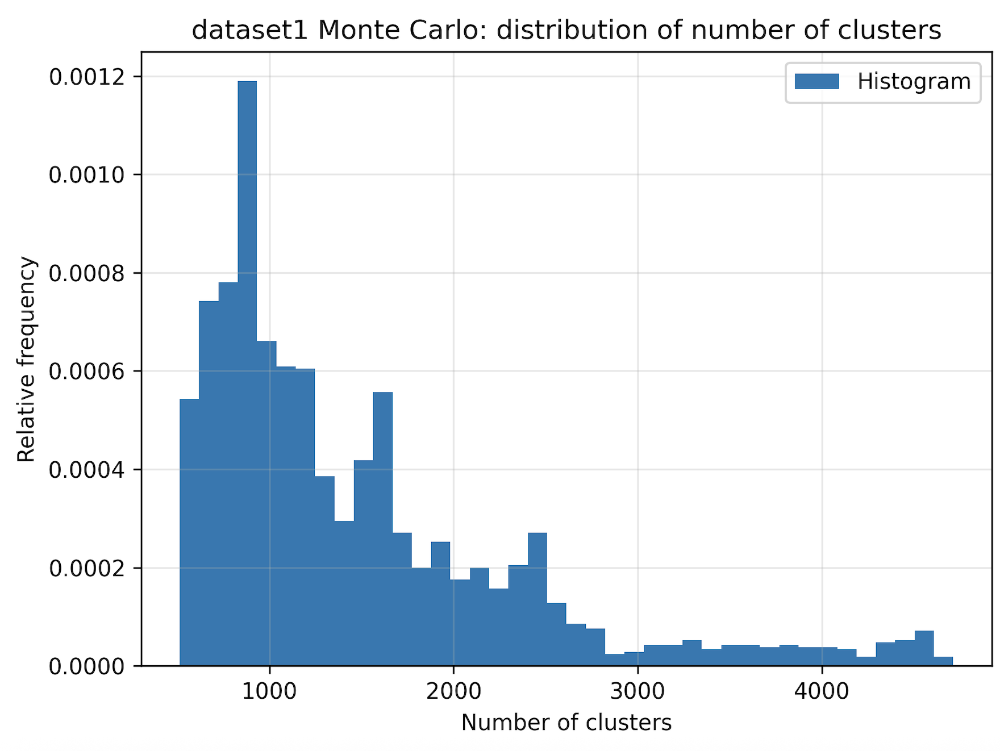 dataset1 Monte Carlo: distribution of number of clusters
Histogram
Relative frequency
0.0012
0.0010
0.0008
0.0006
0.0004
0.0002
0.0000
1000 2000 3000 4000
Number of clusters